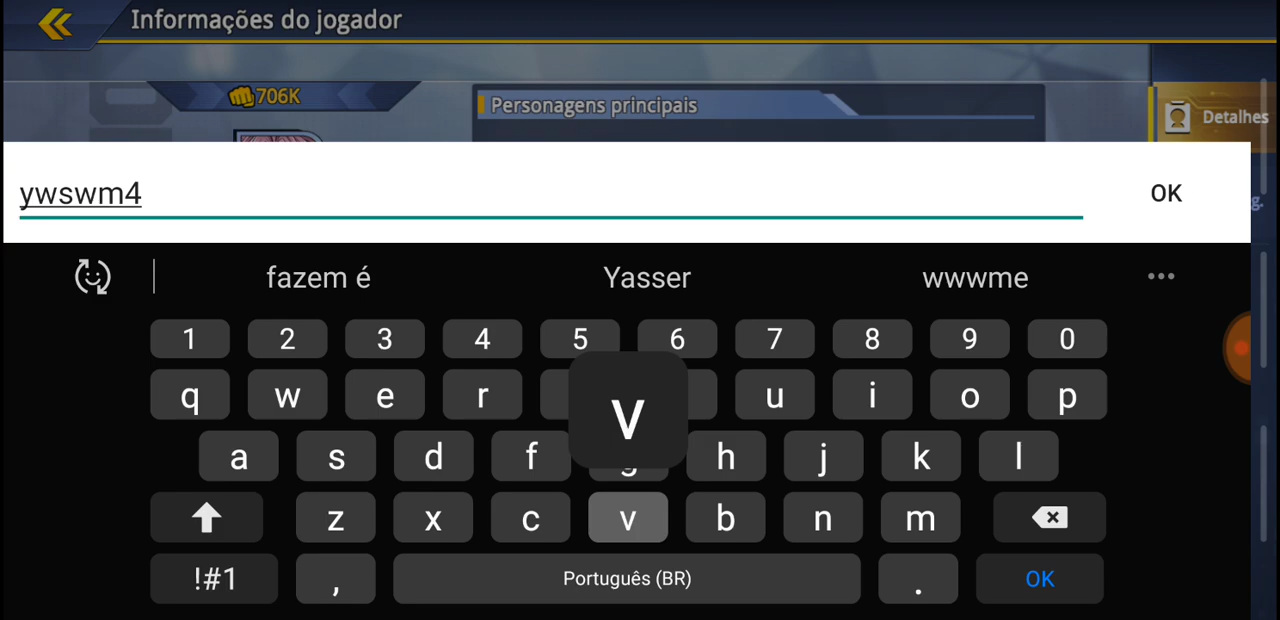 Informações do jogador
706K
Personagens principais
Detalhes
ywswm4
OK
g.
fazem é
Yasser
wwwme
1 2 3 4 5 6 7 8 9 0
q w e r u i o p
V
a s d f g h j k l
z x c v b n m
!#1 , Português (BR) . OK